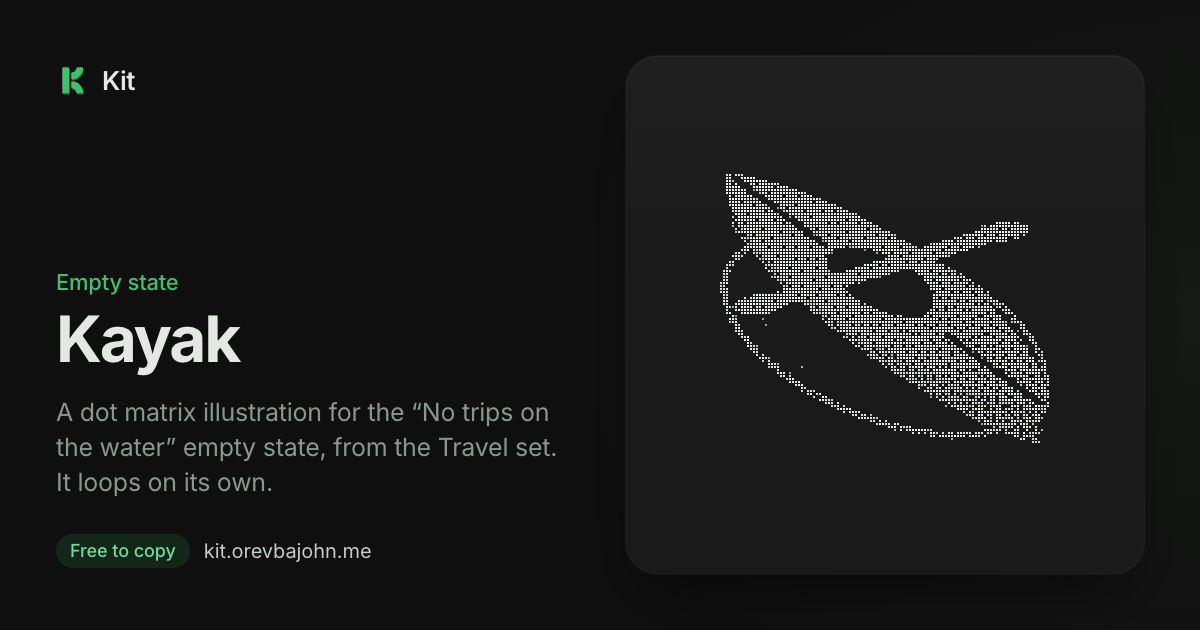 Kit
Empty state
Kayak
A dot matrix illustration for the “No trips on
the water” empty state, from the Travel set.
It loops on its own.
Free to copy
kit.orevbajohn.me